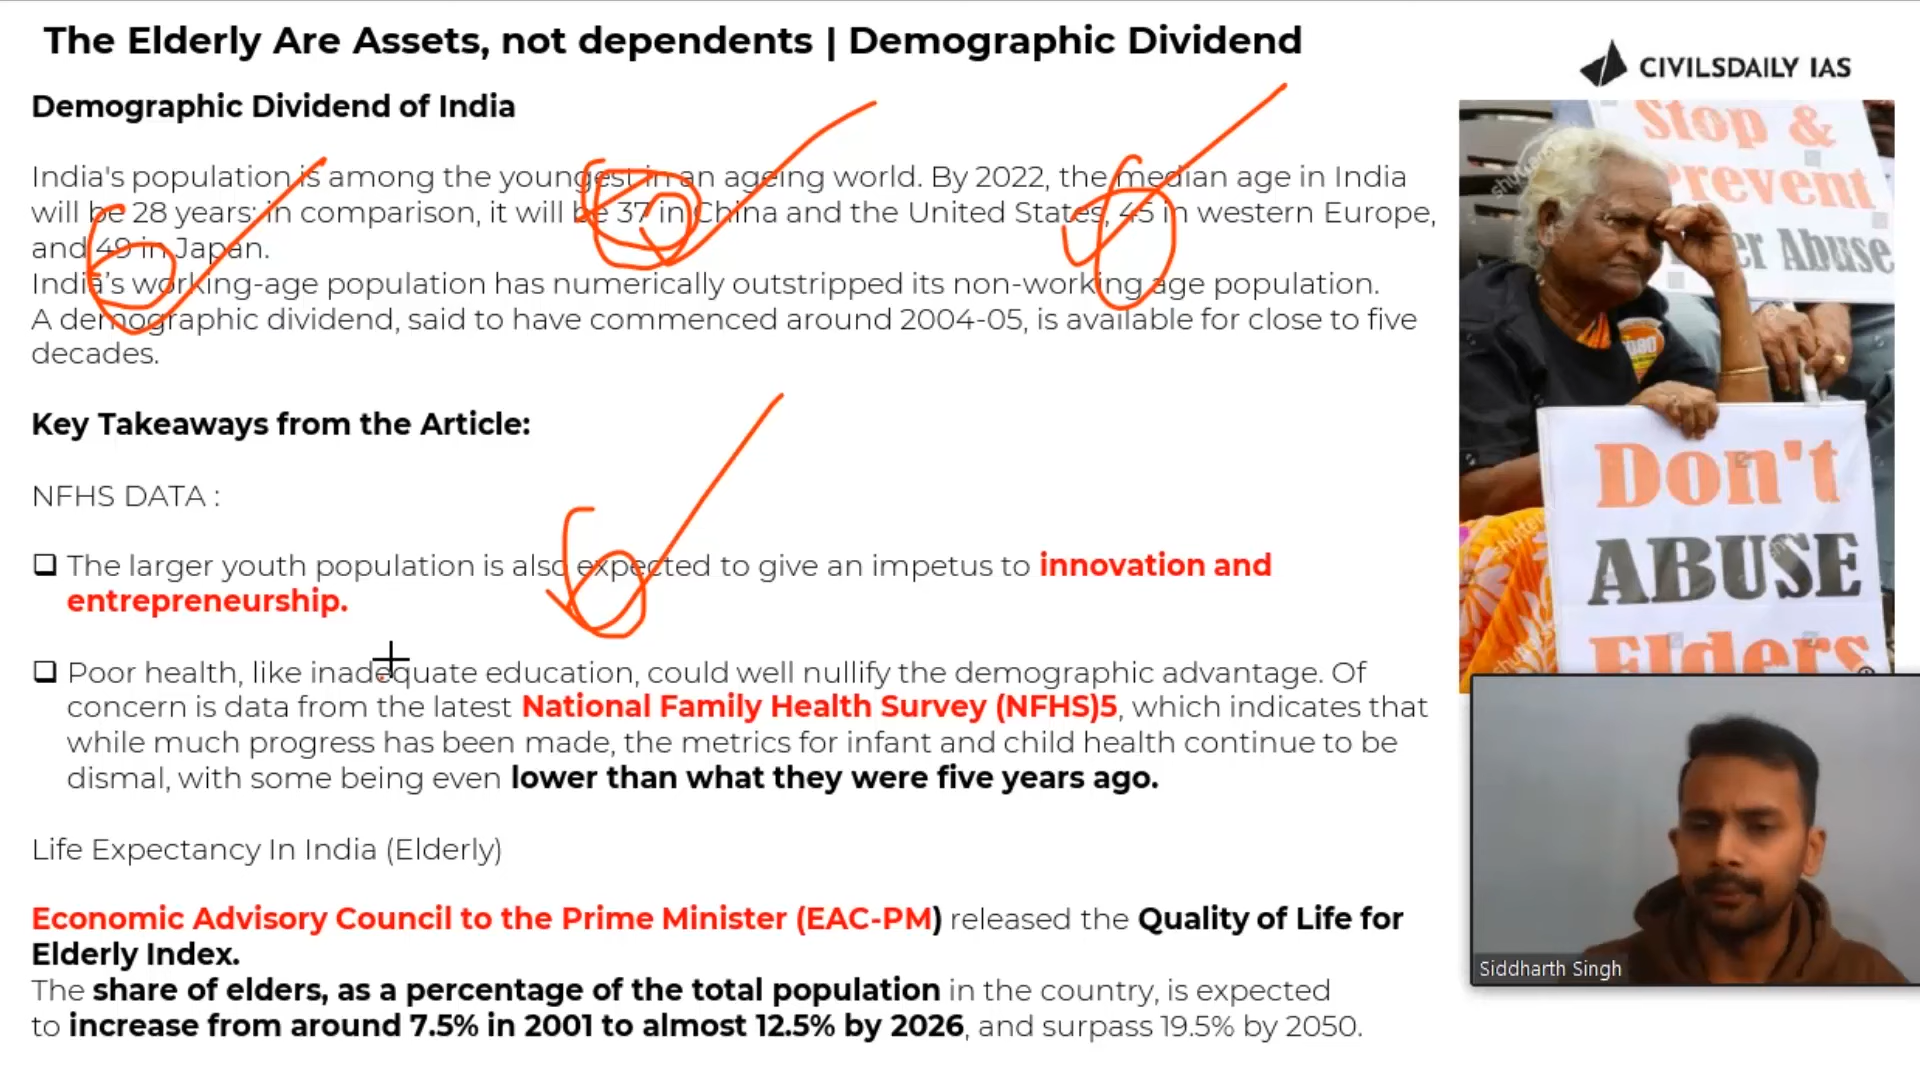 The Elderly Are Assets, not dependents | Demographic Dividend
CIVILSDAILY IAS
Demographic Dividend of India
India's population is among the youngest in an ageing world. By 2022, the median age in India
will be 28 years; in comparison, it will be 37 in China and the United States, 45 in western Europe,
and 49 in Japan.
India's working-age population has numerically outstripped its non-working age population.
A demographic dividend, said to have commenced around 2004-05, is available for close to five
decades.
Key Takeaways from the Article:
NFHS DATA :
The larger youth population is also expected to give an impetus to innovation and
entrepreneurship.
Poor health, like inadequate education, could well nullify the demographic advantage. Of
concern is data from the latest National Family Health Survey (NFHS)5, which indicates that
while much progress has been made, the metrics for infant and child health continue to be
dismal, with some being even lower than what they were five years ago.
Life Expectancy In India (Elderly)
Economic Advisory Council to the Prime Minister (EAC-PM) released the Quality of Life for
Elderly Index.
The share of elders, as a percentage of the total population in the country, is expected
to increase from around 7.5% in 2001 to almost 12.5% by 2026, and surpass 19.5% by 2050.
Stop &
Prevent
Abuse
Don't
ABUSE
Elders
Siddharth Singh